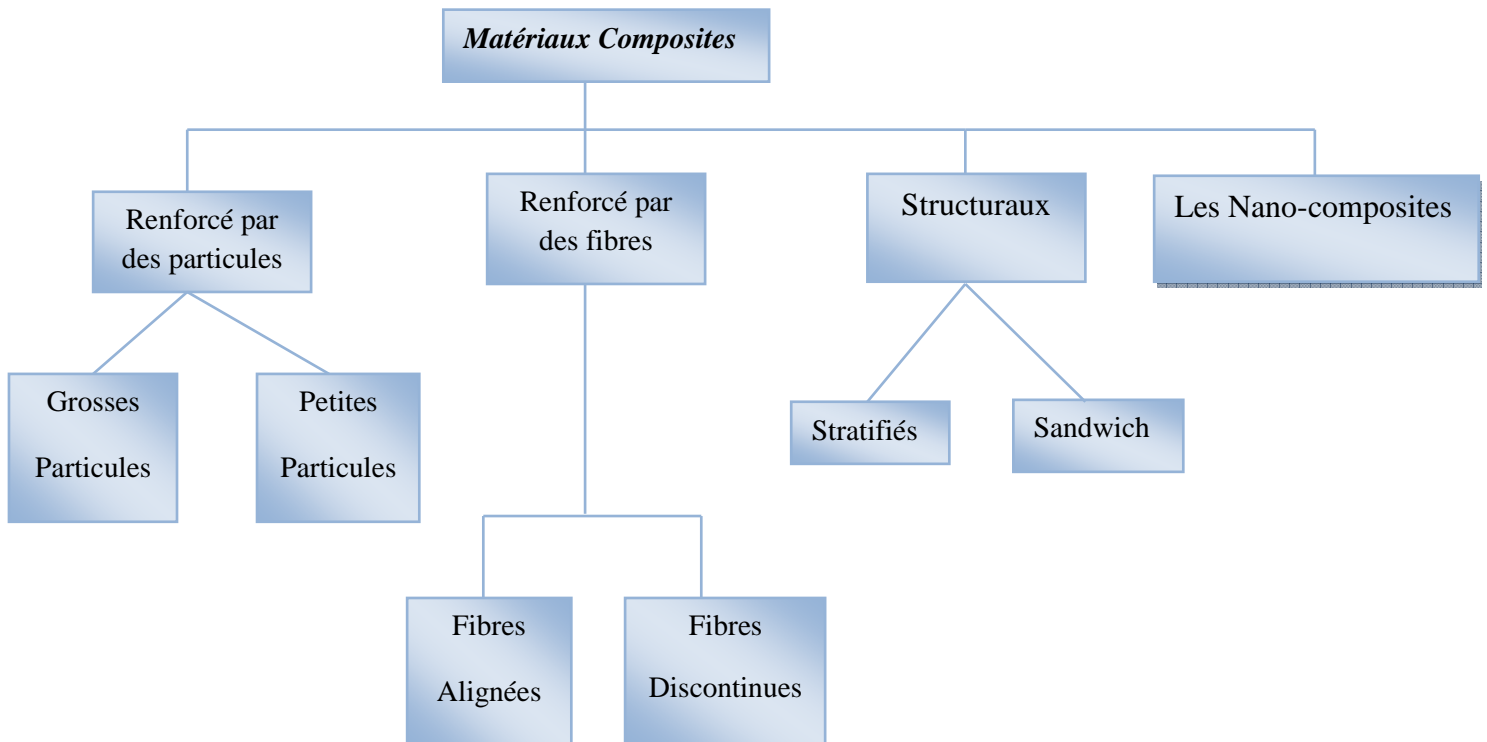 Matériaux Composites
Renforcé par
des particules
Renforcé par
des fibres
Structuraux
Les Nano-composites
Grosses
Particules
Petites
Particules
Stratifiés
Sandwich
Fibres
Alignées
Fibres
Discontinues